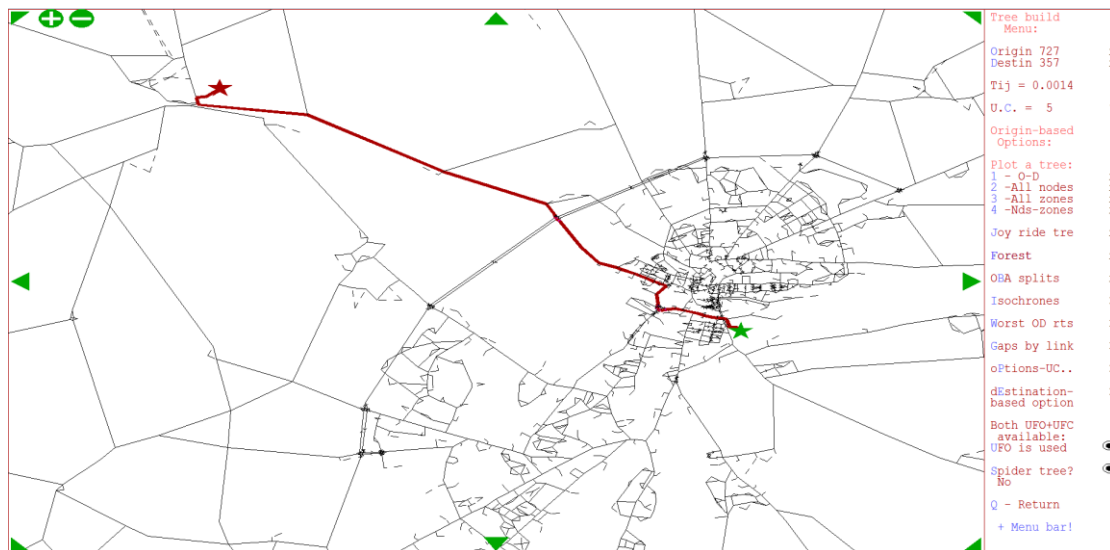 Tree build
Menu:
Origin 727
Destin 357
Tij = 0.0014
U.C. = 5
Origin-based
Options:
Plot a tree:
1 - O-D
2 -All nodes
3 -All zones
4 -Nds-zones
Joy ride tre
Forest
OBA splits
Isochrones
Worst OD rts
Gaps by link
oPtions-UC..
dEstination-
based option
Both UFO+UFC
available:
UFO is used
Spider tree?
No
Q - Return
+ Menu bar!